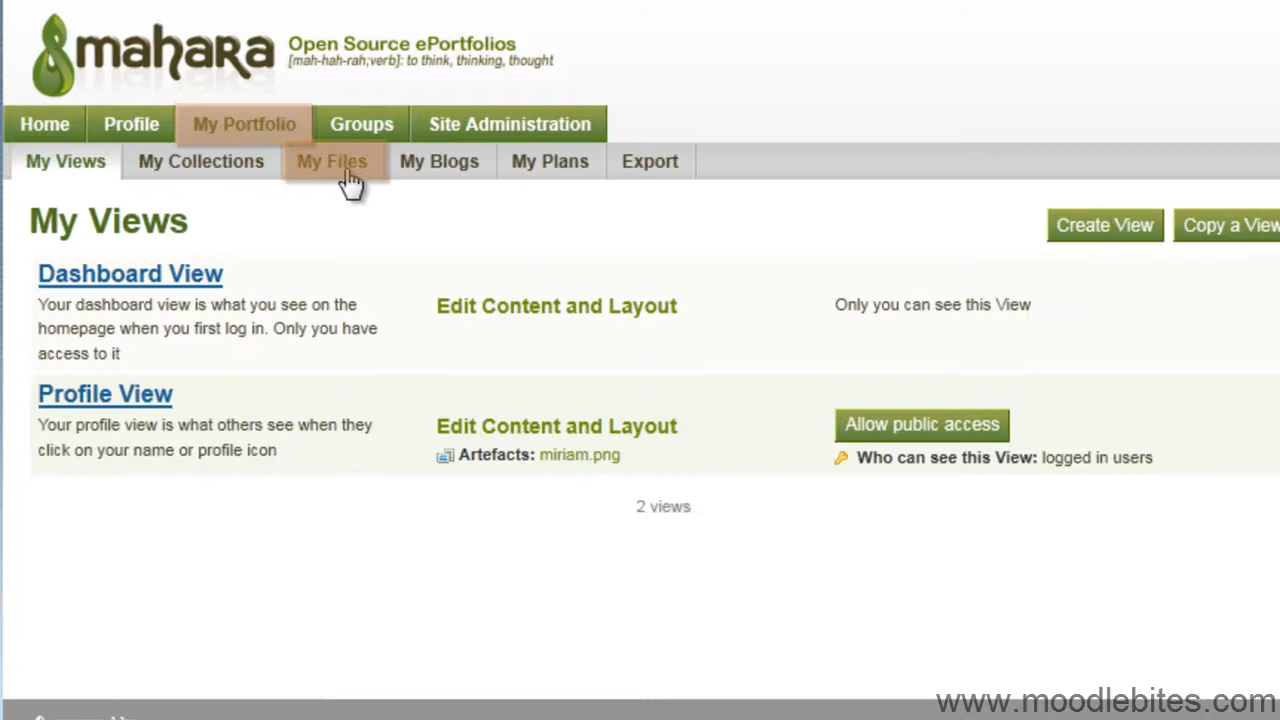 mahara
Open Source ePortfolios
[mah-hah-rah;verb]: to think, thinking, thought
Home Profile My Portfolio Groups Site Administration
My Views My Collections My Files My Blogs My Plans Export
My Views
Create View Copy a View
Dashboard View
Your dashboard view is what you see on the
homepage when you first log in. Only you have
access to it
Edit Content and Layout
Only you can see this View
Profile View
Your profile view is what others see when they
click on your name or profile icon
Edit Content and Layout
Artefacts: miriam.png
Allow public access
Who can see this View: logged in users
2 views
www.moodlebites.com